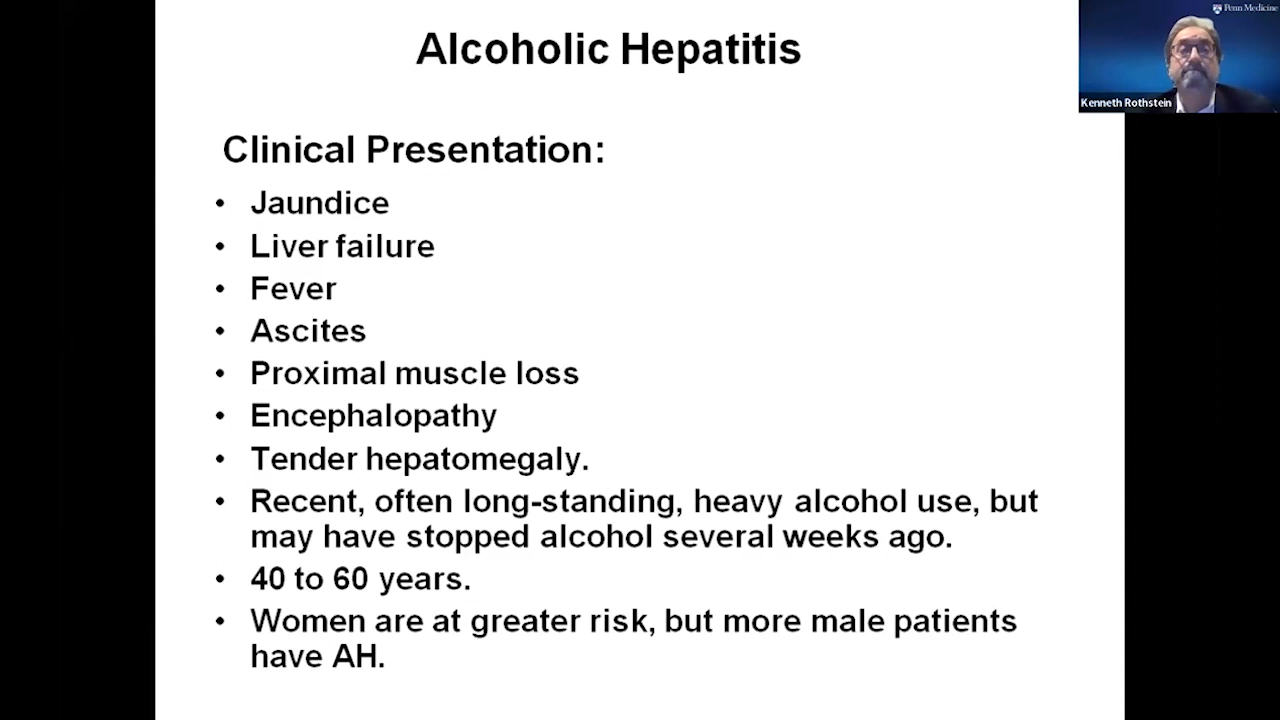 Alcoholic Hepatitis
Penn Medicine
Kenneth Rothstein
Clinical Presentation:
• Jaundice
• Liver failure
• Fever
• Ascites
• Proximal muscle loss
• Encephalopathy
• Tender hepatomegaly.
• Recent, often long-standing, heavy alcohol use, but
may have stopped alcohol several weeks ago.
• 40 to 60 years.
• Women are at greater risk, but more male patients
have AH.